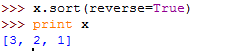 >>> x.sort(reverse=True)
>>> print x
[3, 2, 1]